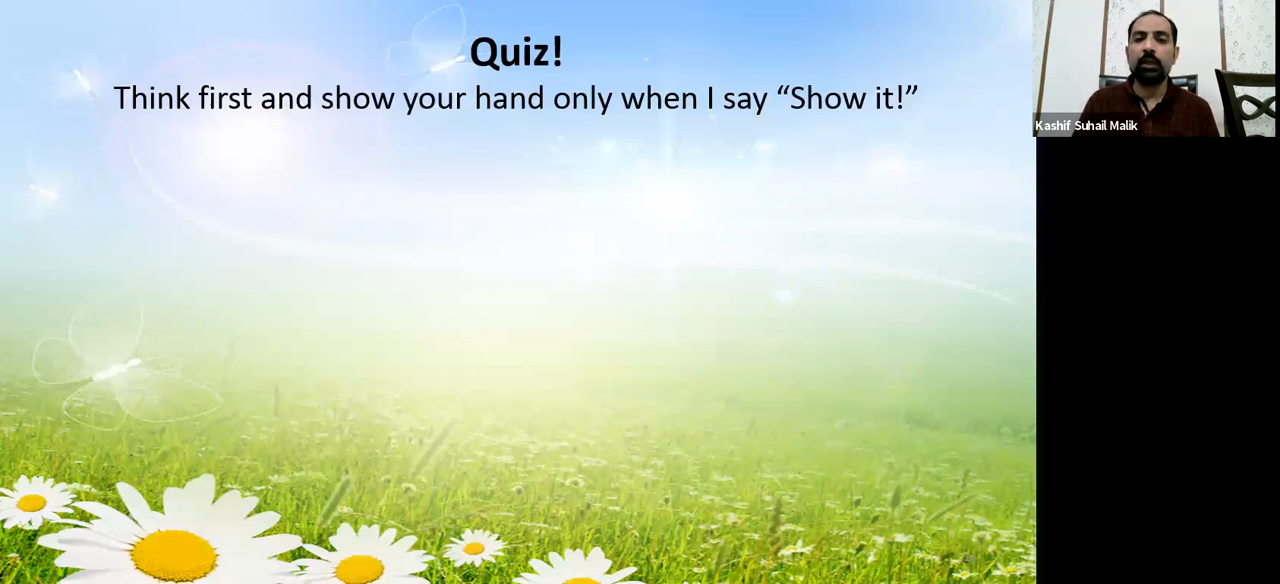 Quiz!
Think first and show your hand only when I say “Show it!”
Kashif Suhail Malik